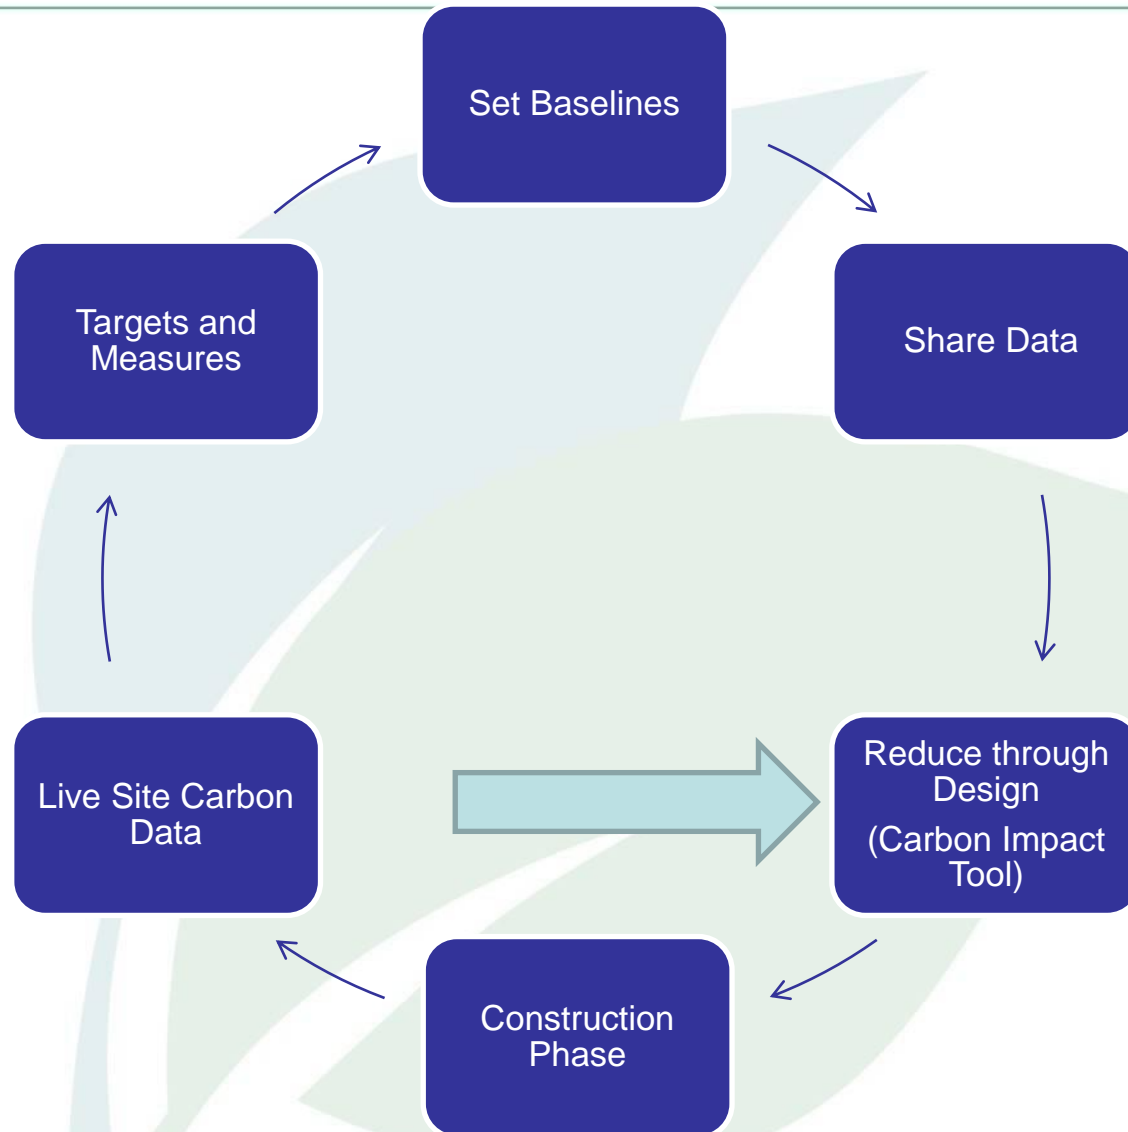 Set Baselines
Share Data
Reduce through
Design
(Carbon Impact
Tool)
Construction
Phase
Live Site Carbon
Data
Targets and
Measures